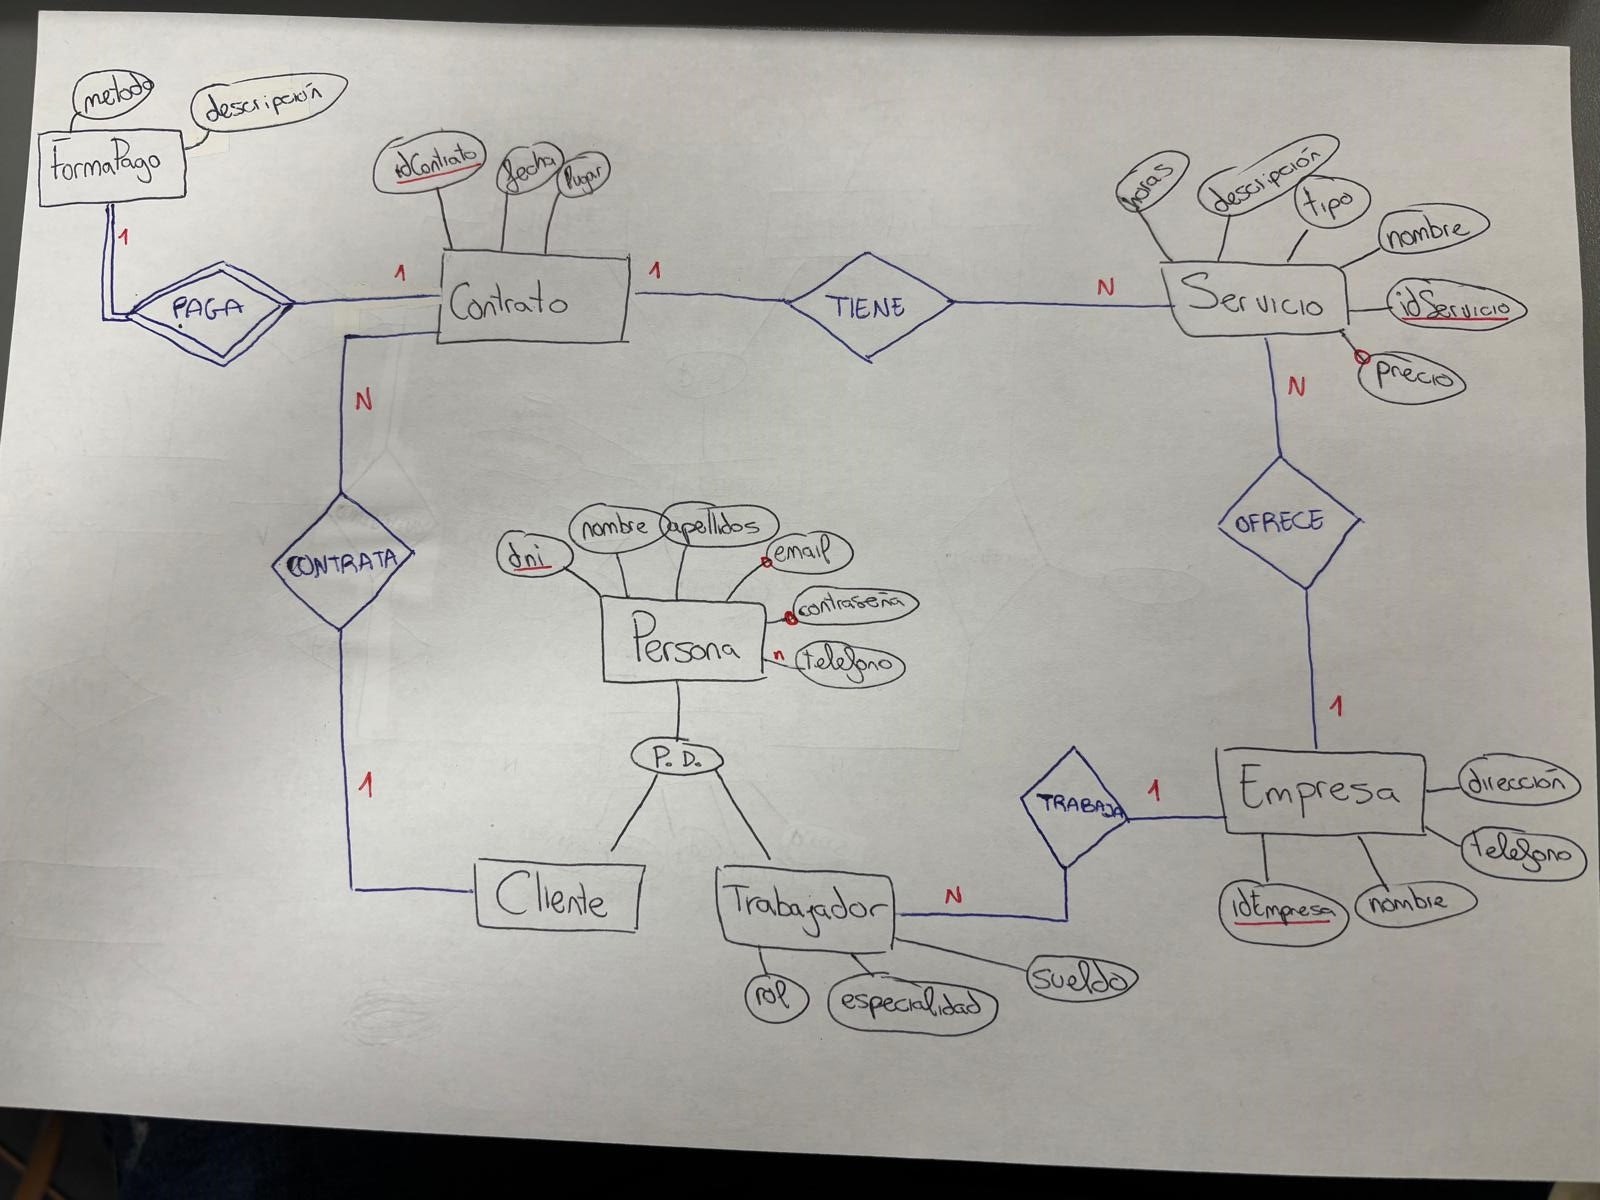 metodo
descripción
formaPago
1
PAGA
1
idContrato
fecha
lugar
Contrato
1
TIENE
N
horas
descripción
tipo
nombre
Servicio
idServicio
precio
N
OFRECE
1
N
CONTRATA
1
dni
nombre
apellidos
email
contraseña
n
telefono
Persona
P. D.
Cliente
Trabajador
N
TRABAJA
1
Empresa
dirección
telefono
idEmpresa
nombre
rol
especialidad
sueldo